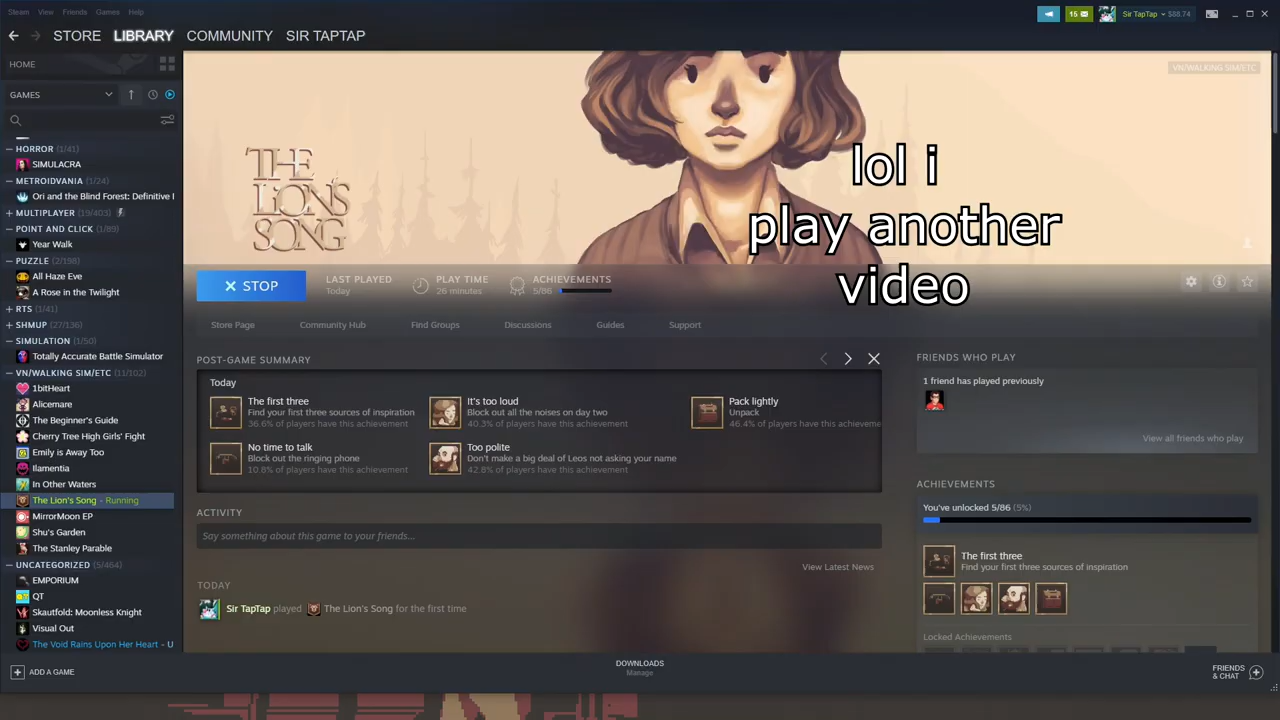 Steam View Friends Games Help
15
Sir TapTap $88.74
STORE LIBRARY COMMUNITY SIR TAPTAP
HOME
GAMES
HORROR (1/41)
SIMULACRA
METROIDVANIA (1/24)
Ori and the Blind Forest: Definitive
MULTIPLAYER (19/403)
POINT AND CLICK (1/89)
Year Walk
PUZZLE (2/198)
All Haze Eve
A Rose in the Twilight
RTS (1/41)
SHMUP (27/136)
SIMULATION (1/50)
Totally Accurate Battle Simulator
VN/WALKING SIM/ETC (11/102)
1bitHeart
Alicemare
The Beginner's Guide
Cherry Tree High Girls' Fight
Emily is Away Too
Ilamentia
In Other Waters
The Lion's Song - Running
MirrorMoon EP
Shu's Garden
The Stanley Parable
UNCATEGORIZED (5/464)
EMPORIUM
QT
Skautfold: Moonless Knight
Visual Out
The Void Rains Upon Her Heart - U
ADD A GAME
VN/WALKING SIM/ETC
THE
LION'S
SONG
lol i
play another
video
STOP
LAST PLAYED
Today
PLAY TIME
26 minutes
ACHIEVEMENTS
5/86
Store Page Community Hub Find Groups Discussions Guides Support
POST-GAME SUMMARY
Today
The first three
Find your first three sources of inspiration
36.6% of players have this achievement
It's too loud
Block out all the noises on day two
40.3% of players have this achievement
Pack lightly
Unpack
46.4% of players have this achieveme
No time to talk
Block out the ringing phone
10.6% of players have this achievement
Too polite
Don't make a big deal of Leos not asking your name
42.8% of players have this achievement
ACTIVITY
Say something about this game to your friends...
View Latest News
TODAY
Sir TapTap played The Lion's Song for the first time
FRIENDS WHO PLAY
1 friend has played previously
View all friends who play
ACHIEVEMENTS
You've unlocked 5/86 (5%)
The first three
Find your first three sources of inspiration
Locked Achievements
DOWNLOADS
Manage
FRIENDS
& CHAT